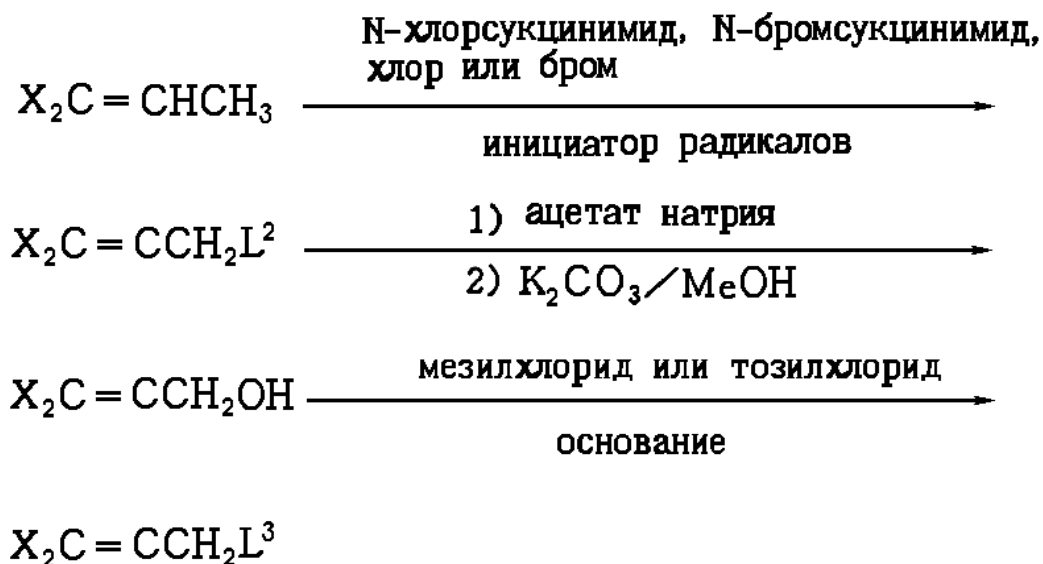 N-хлорсукцинимид, N-бромсукцинимид,
хлор или бром
X₂C = CHCH₃
инициатор радикалов
1) ацетат натрия
X₂C = CCH₂L²
2) K₂CO₃/MeOH
мезилхлорид или тозилхлорид
X₂C = CCH₂OH
основание
X₂C = CCH₂L³